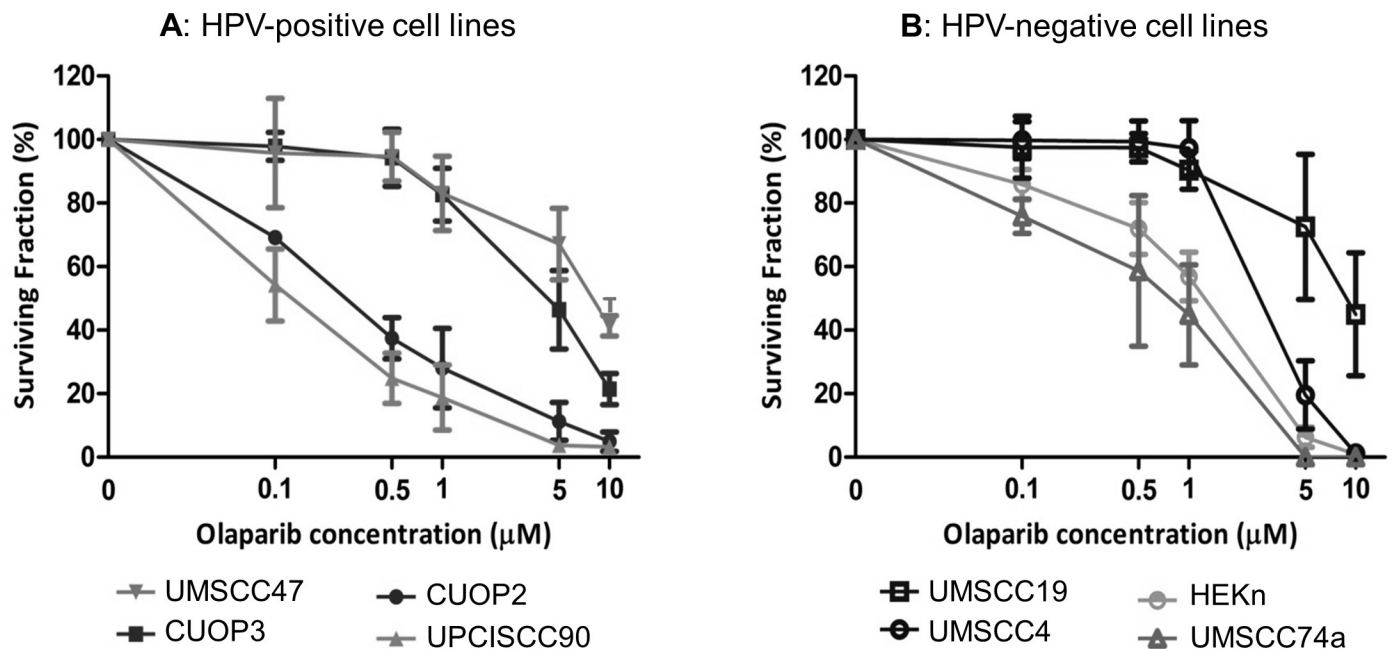 A: HPV-positive cell lines
120
100
80
60
40
20
0
Surviving Fraction (%)
0 0.1 0.5 1 5 10
Olaparib concentration (μM)
UMSCC47 CUOP2
CUOP3 UPCISCC90
B: HPV-negative cell lines
120
100
80
60
40
20
0
Surviving Fraction (%)
0 0.1 0.5 1 5 10
Olaparib concentration (μM)
UMSCC19 HEKn
UMSCC4 UMSCC74a